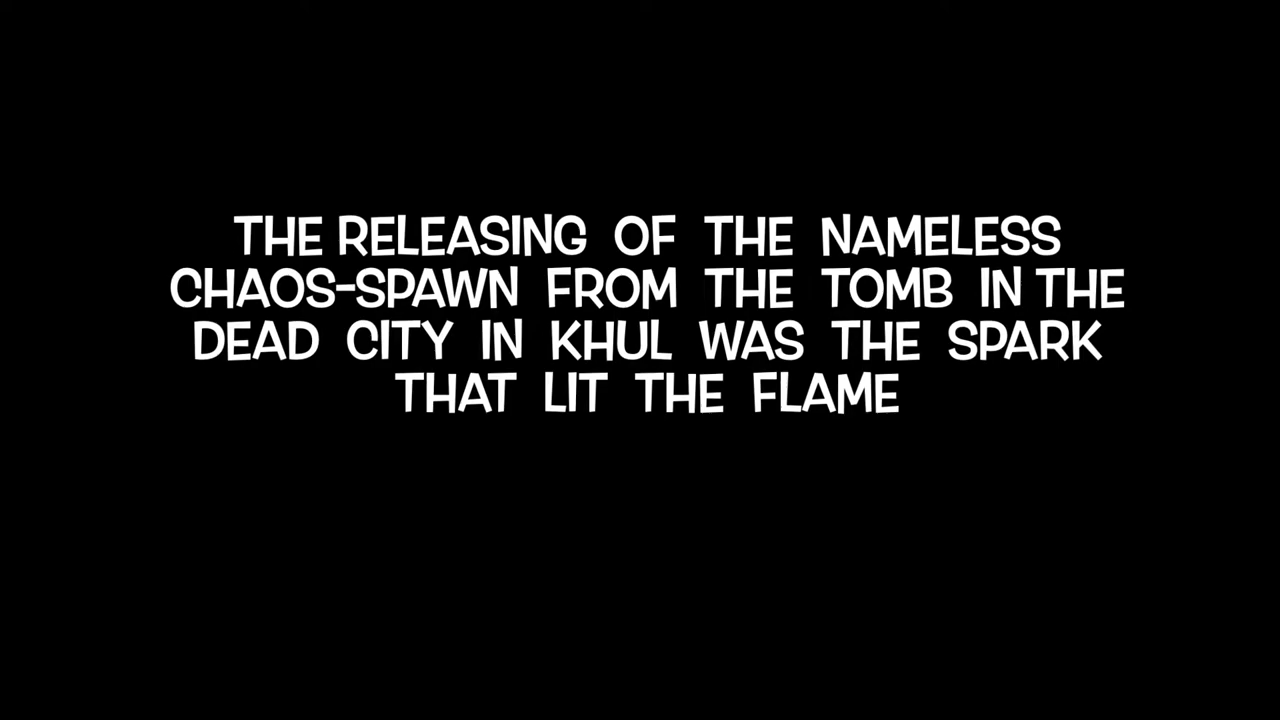 THE RELEASING OF THE NAMELESS
CHAOS-SPAWN FROM THE TOMB IN THE
DEAD CITY IN KHUL WAS THE SPARK
THAT LIT THE FLAME